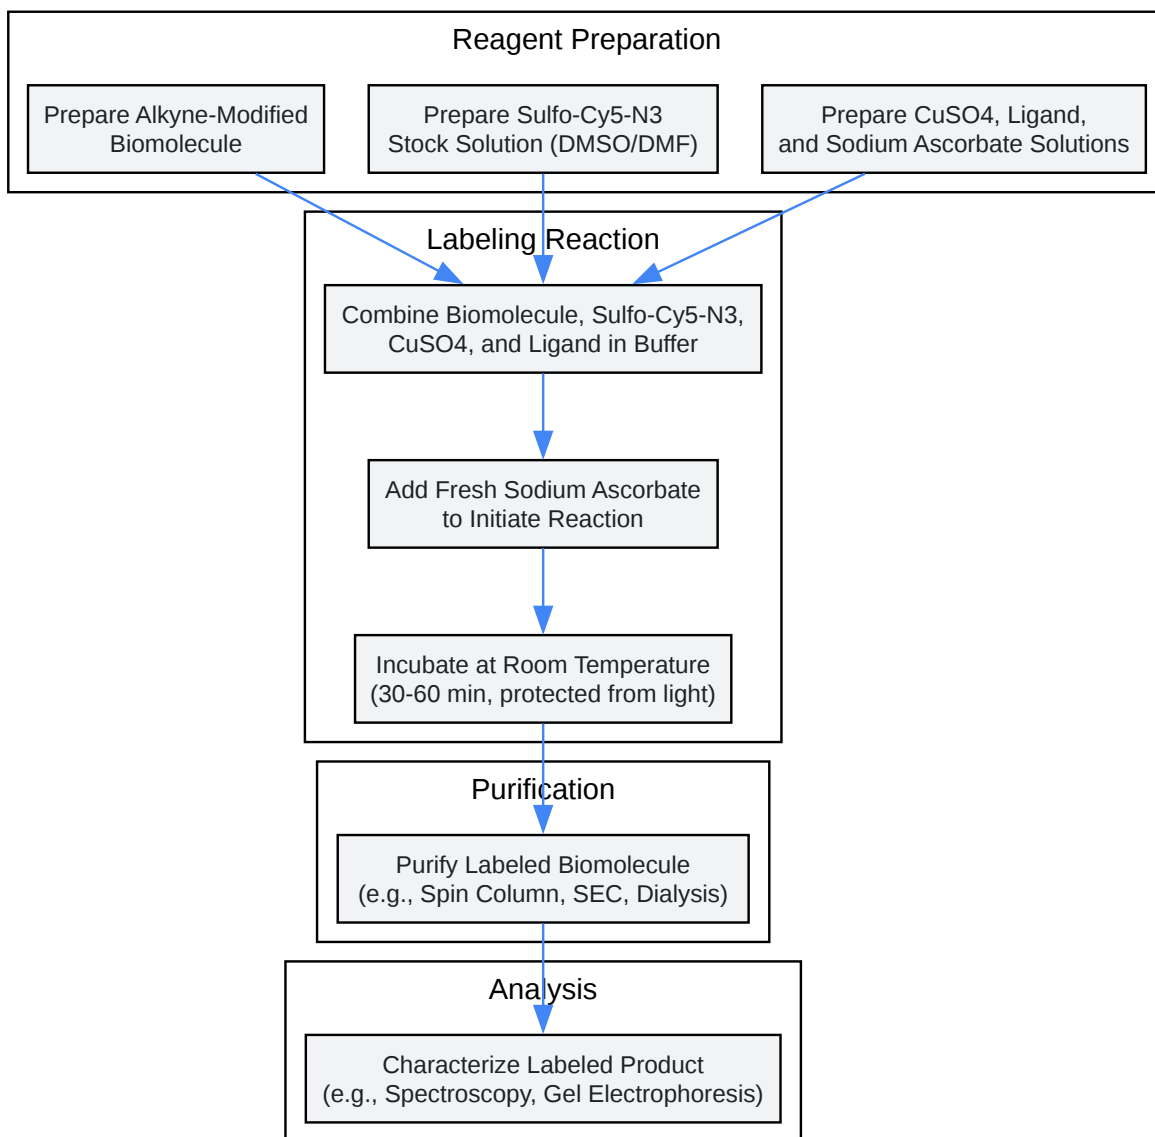 Reagent Preparation
Prepare Alkyne-Modified
Biomolecule
Prepare Sulfo-Cy5-N3
Stock Solution (DMSO/DMF)
Prepare CuSO4, Ligand,
and Sodium Ascorbate Solutions
Labeling Reaction
Combine Biomolecule, Sulfo-Cy5-N3,
CuSO4, and Ligand in Buffer
Add Fresh Sodium Ascorbate
to Initiate Reaction
Incubate at Room Temperature
(30-60 min, protected from light)
Purification
Purify Labeled Biomolecule
(e.g., Spin Column, SEC, Dialysis)
Analysis
Characterize Labeled Product
(e.g., Spectroscopy, Gel Electrophoresis)